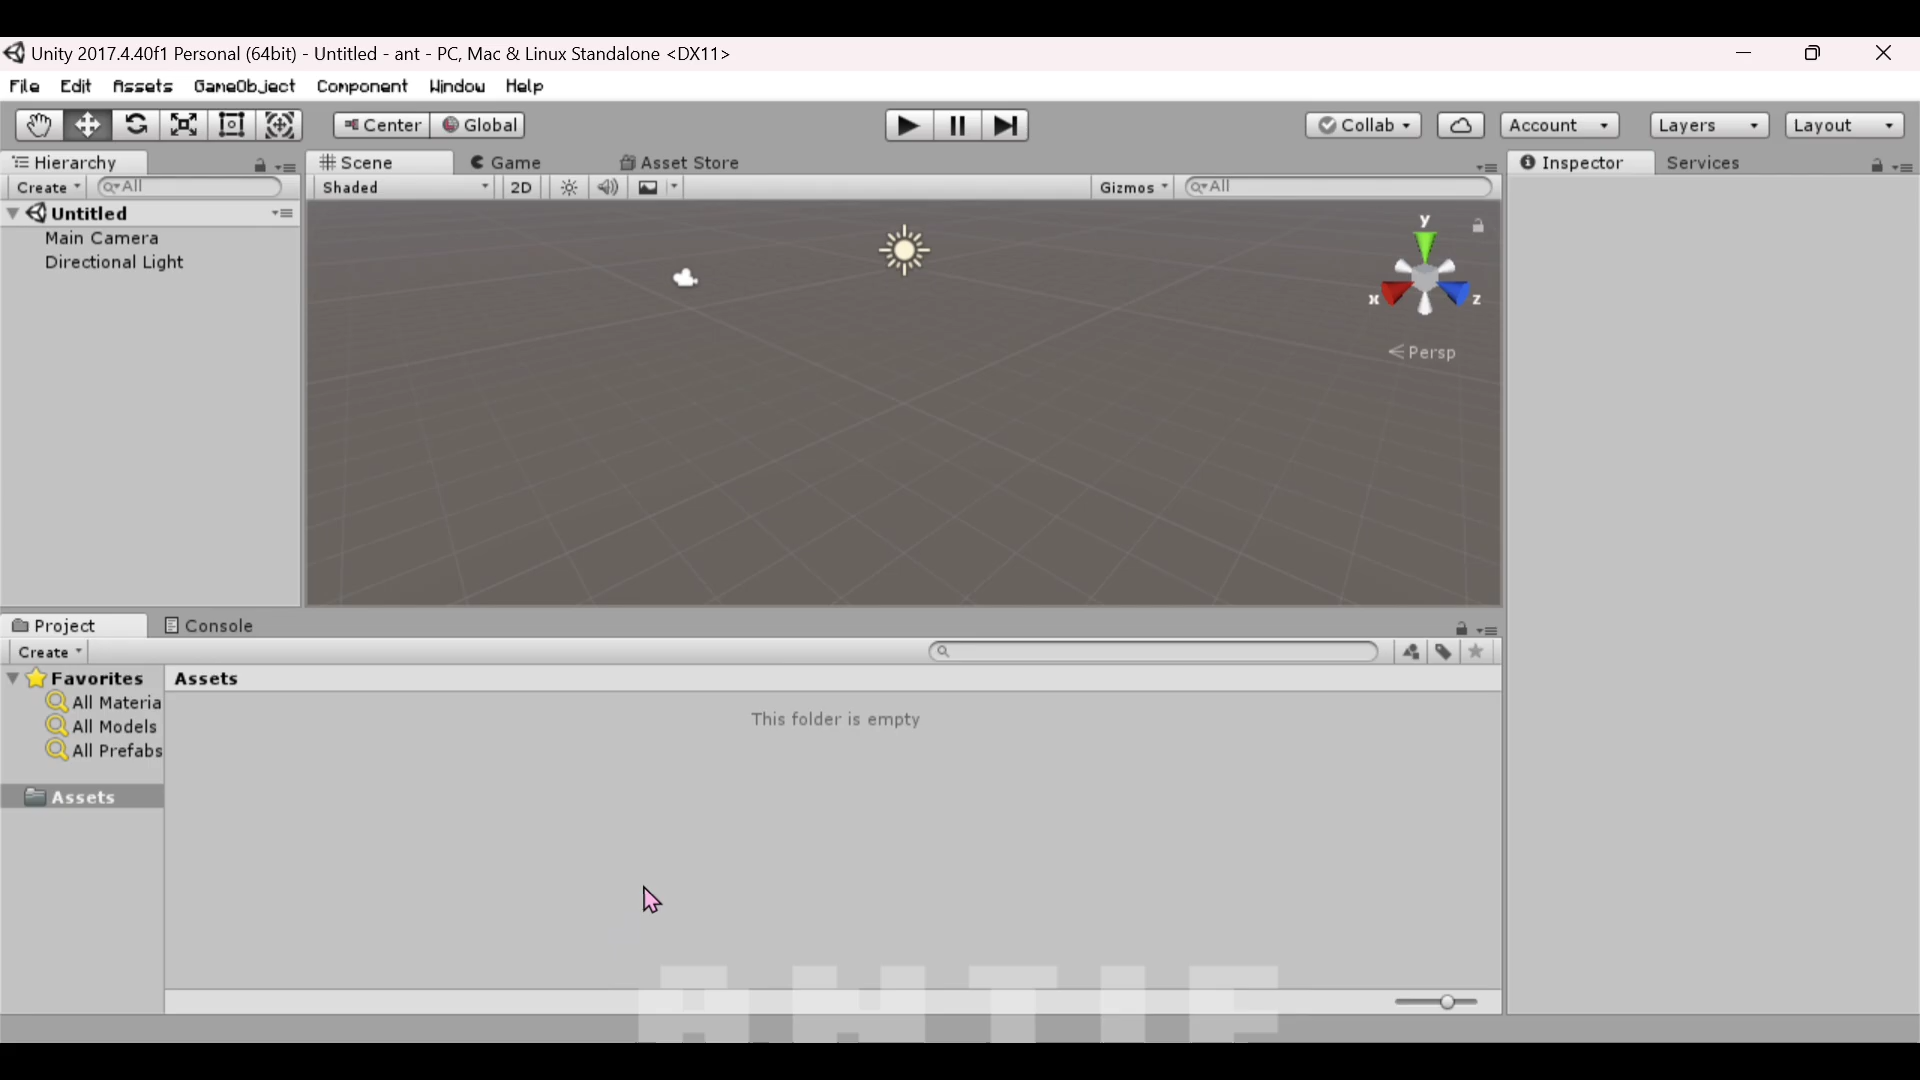 Unity 2017.4.40f1 Personal (64bit) - Untitled - ant - PC, Mac & Linux Standalone <DX11>
File Edit Assets GameObject Component Window Help
Center Global Collab Account Layers Layout
Hierarchy Scene Game Asset Store Inspector Services
Create All Shaded 2D Gizmos All
Untitled
Main Camera
Directional Light
y
x z
Persp
Project Console
Create
Favorites Assets
All Materia
This folder is empty
All Models
All Prefabs
Assets